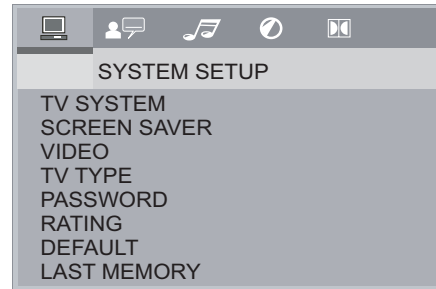 SYSTEM SETUP
TV SYSTEM
SCREEN SAVER
VIDEO
TV TYPE
PASSWORD
RATING
DEFAULT
LAST MEMORY